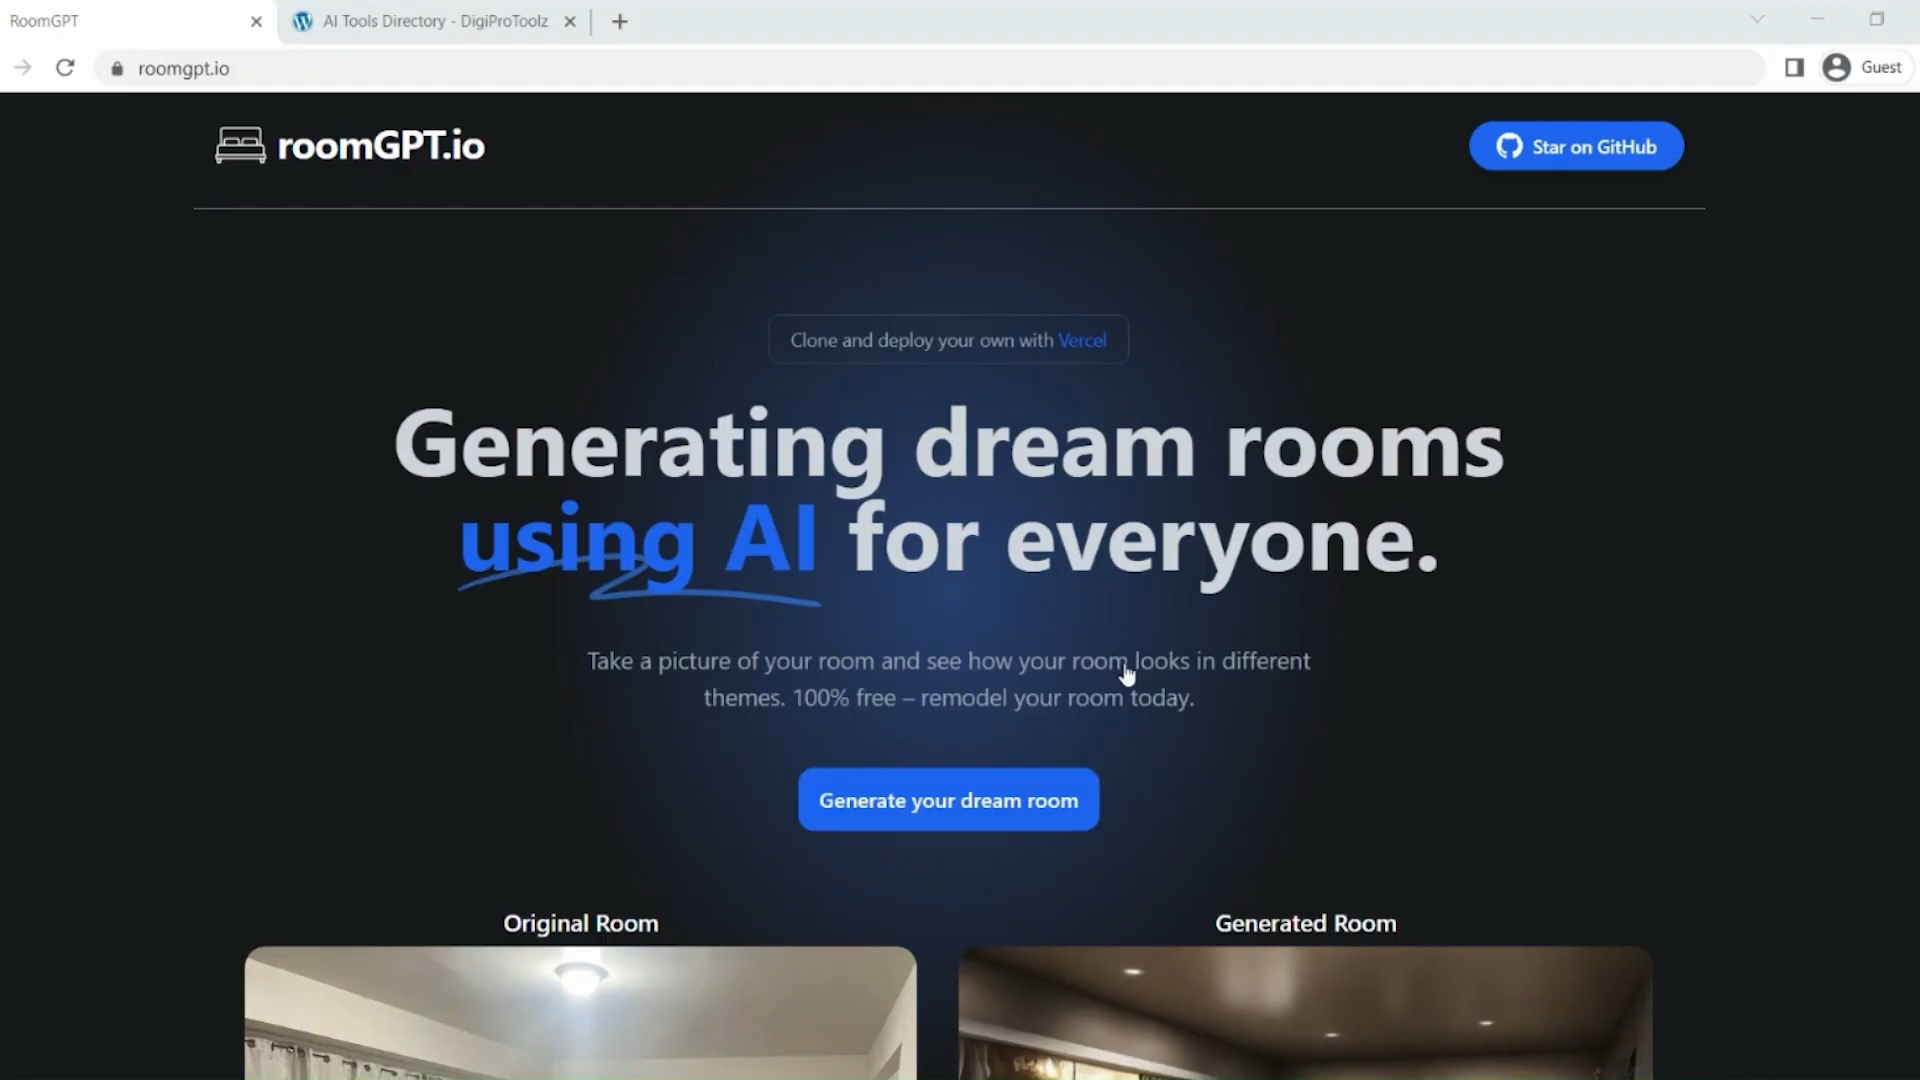 RoomGPT
AI Tools Directory - DigiProToolz
roomgpt.io
Guest
roomGPT.io
Star on GitHub
Clone and deploy your own with Vercel
Generating dream rooms
using AI for everyone.
Take a picture of your room and see how your room looks in different
themes. 100% free – remodel your room today.
Generate your dream room
Original Room
Generated Room